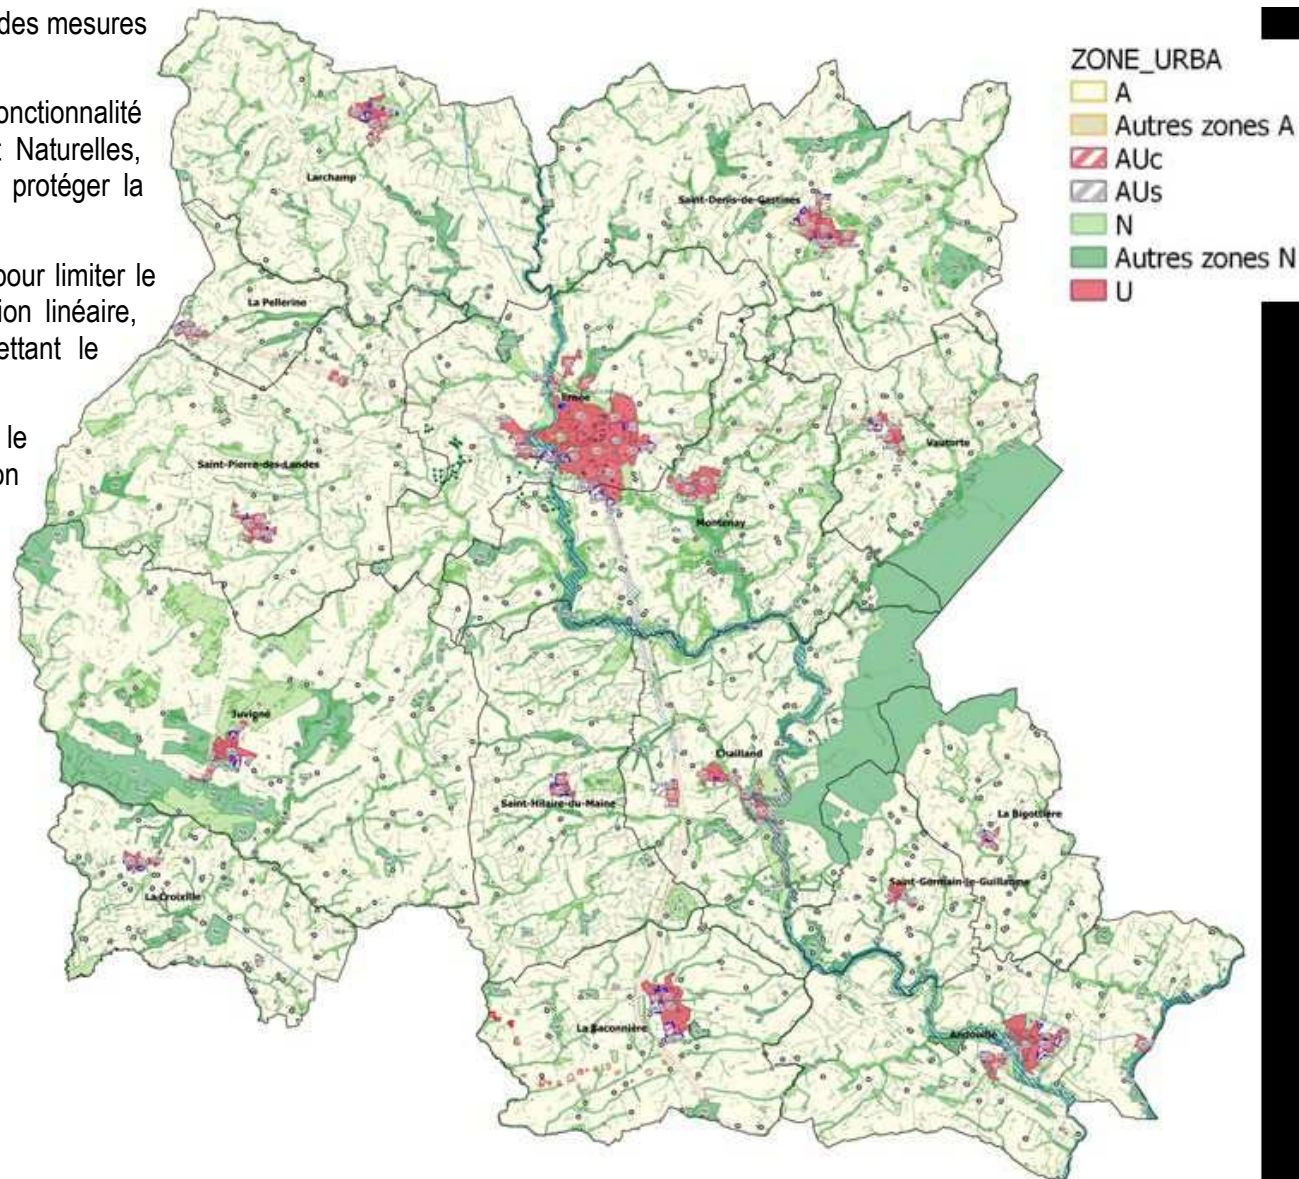 des mesures
onctionnalité
Naturelles,
protéger la
pour limiter le
ion linéaire,
ettant le
le
on
ZONE_URBA
A
Autres zones A
AUc
AUs
N
Autres zones N
U
Larchamp
Saint-Denis-de-Gastines
La Pellerine
Ernée
Vautorte
Saint-Pierre-des-Landes
Montenay
Juvigné
Chailland
Saint-Hilaire-du-Maine
La Bigottière
Saint-Germain-le-Guillaume
La Croixille
La Baconnière
Andouillé